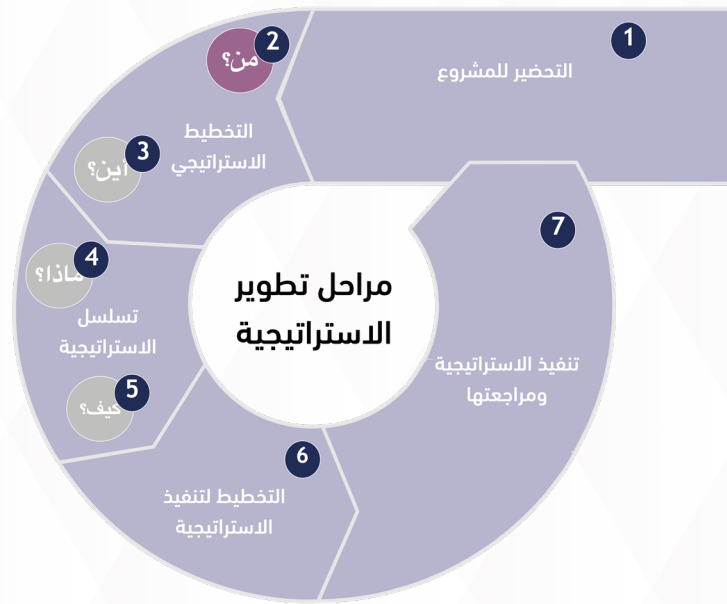 1
التحضير للمشروع
2
من؟
التخطيط
الاستراتيجي
3
أين؟
4
ماذا؟
تسلسل
الاستراتيجية
5
كيف؟
6
التخطيط لتنفيذ
الاستراتيجية
7
تنفيذ الاستراتيجية
ومراجعتها
مراحل تطوير
الاستراتيجية